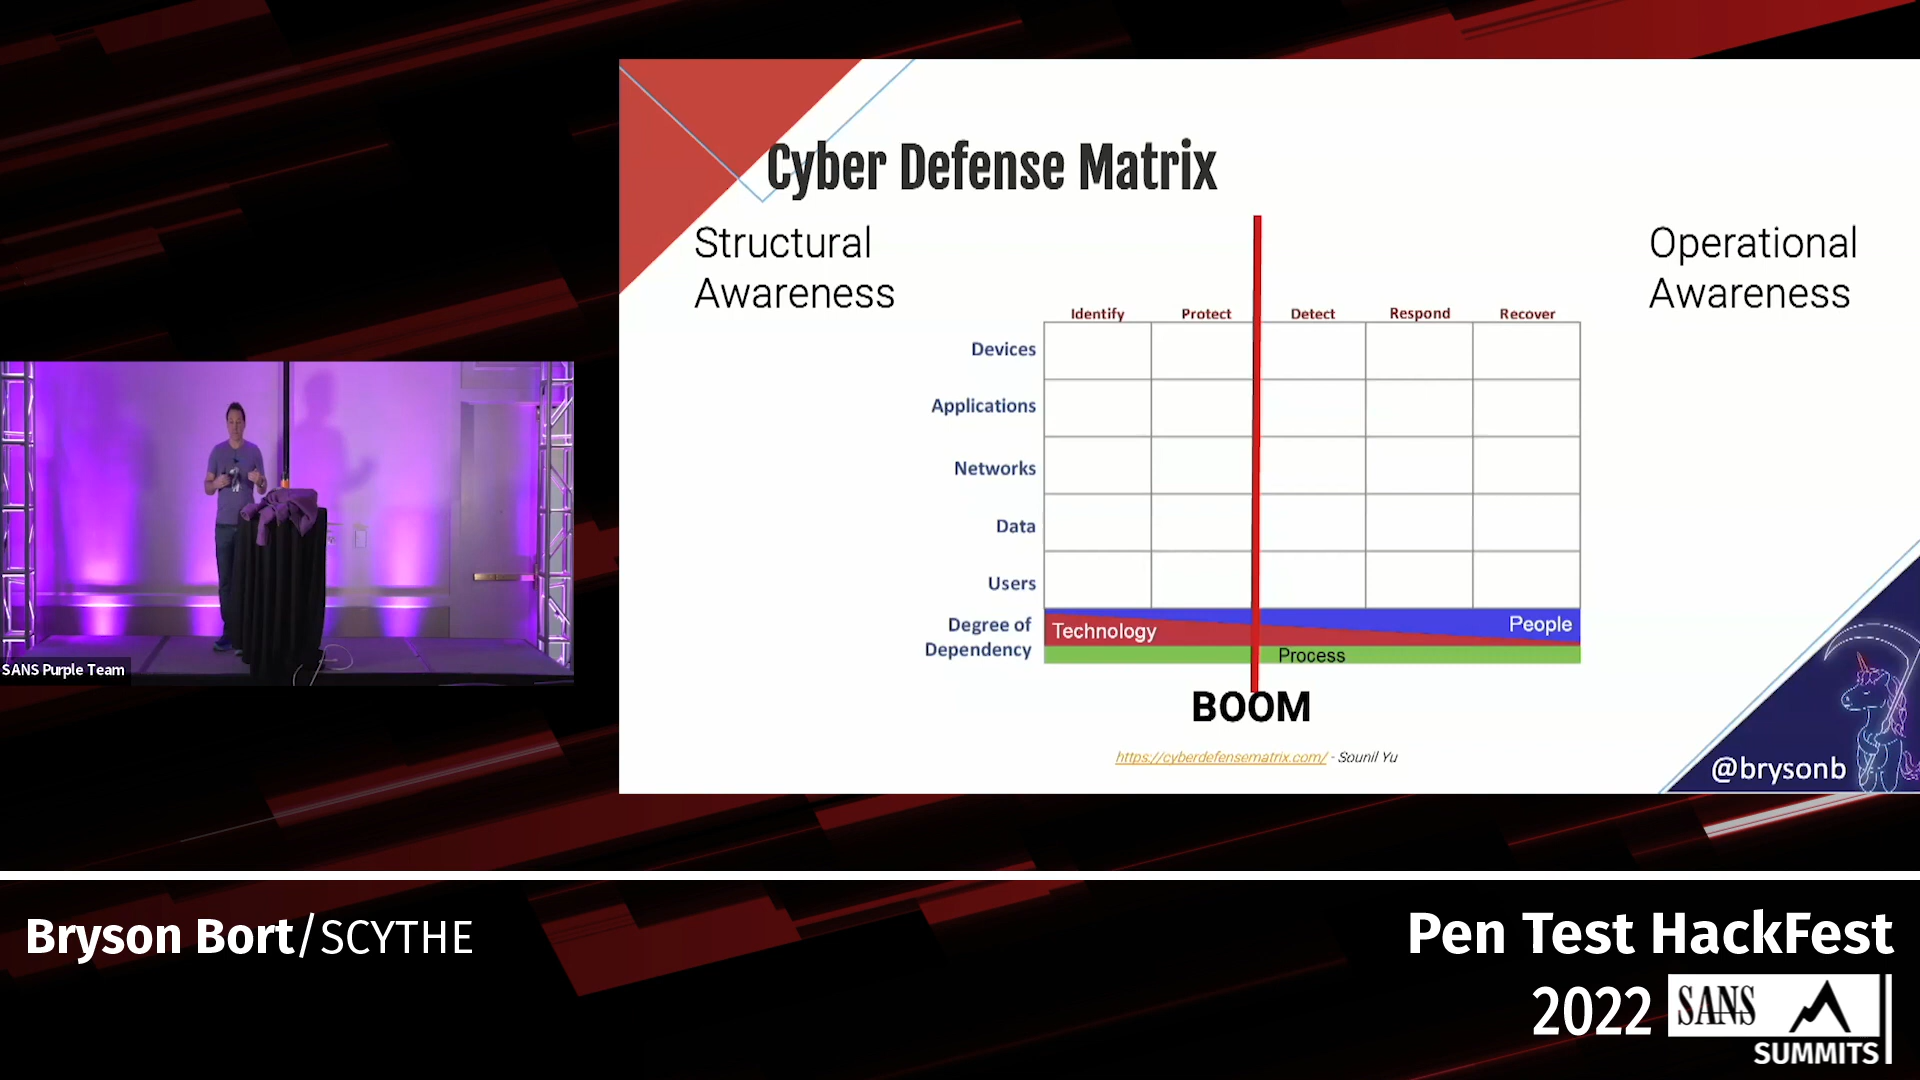 Cyber Defense Matrix
Structural
Awareness
Operational
Awareness
Identify Protect Detect Respond Recover
Devices
Applications
Networks
Data
Users
Degree of
Dependency
Technology
People
Process
BOOM
https://cyberdefensematrix.com/ - Sounil Yu
@brysonb
SANS Purple Team
Bryson Bort/SCYTHE
Pen Test HackFest
2022
SANS
SUMMITS